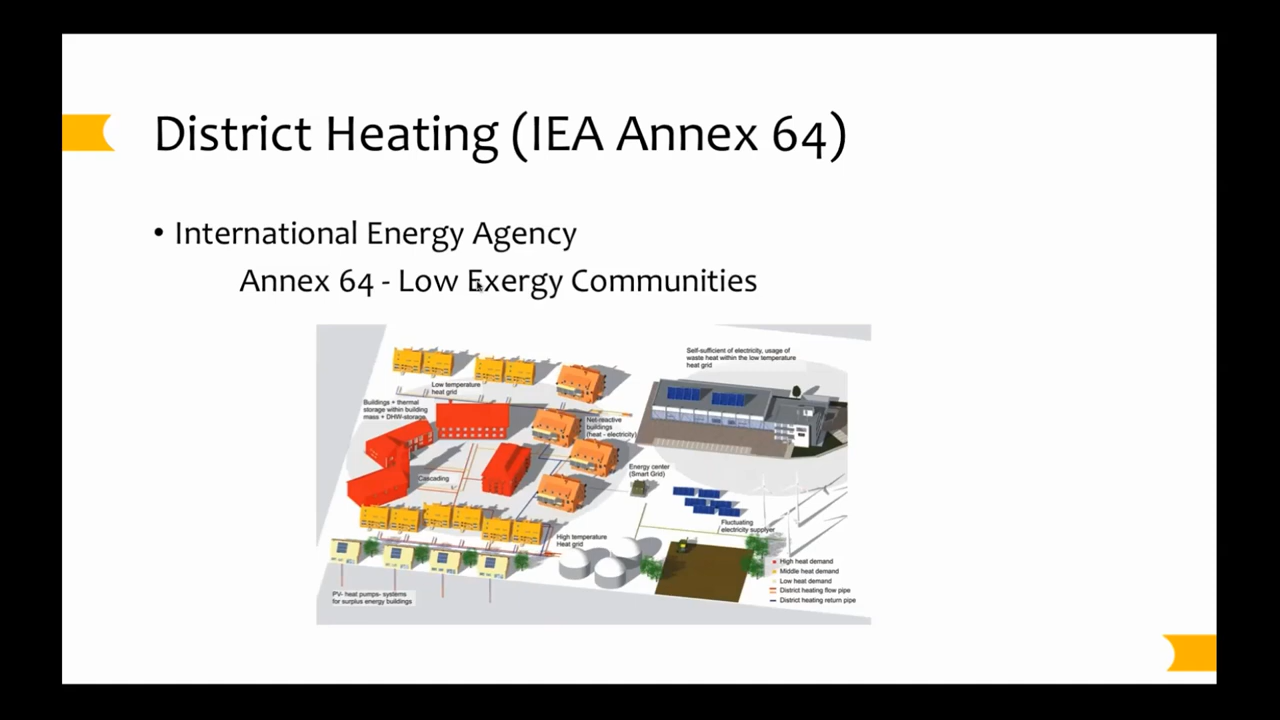 District Heating (IEA Annex 64)
• International Energy Agency
Annex 64 - Low Exergy Communities
Self-sufficient of electricity, usage of
waste heat within the low temperature
heat grid
Low temperature
heat grid
Buildings + thermal
storage within building
mass + DHW-storage
Net-reactive
buildings
(heat - electricity)
Cascading
Energy center
(Smart Grid)
Fluctuating
electricity supplyer
High temperature
Heat grid
PV- heat pumps- systems
for surplus energy buildings
High heat demand
Middle heat demand
Low heat demand
District heating flow pipe
District heating return pipe